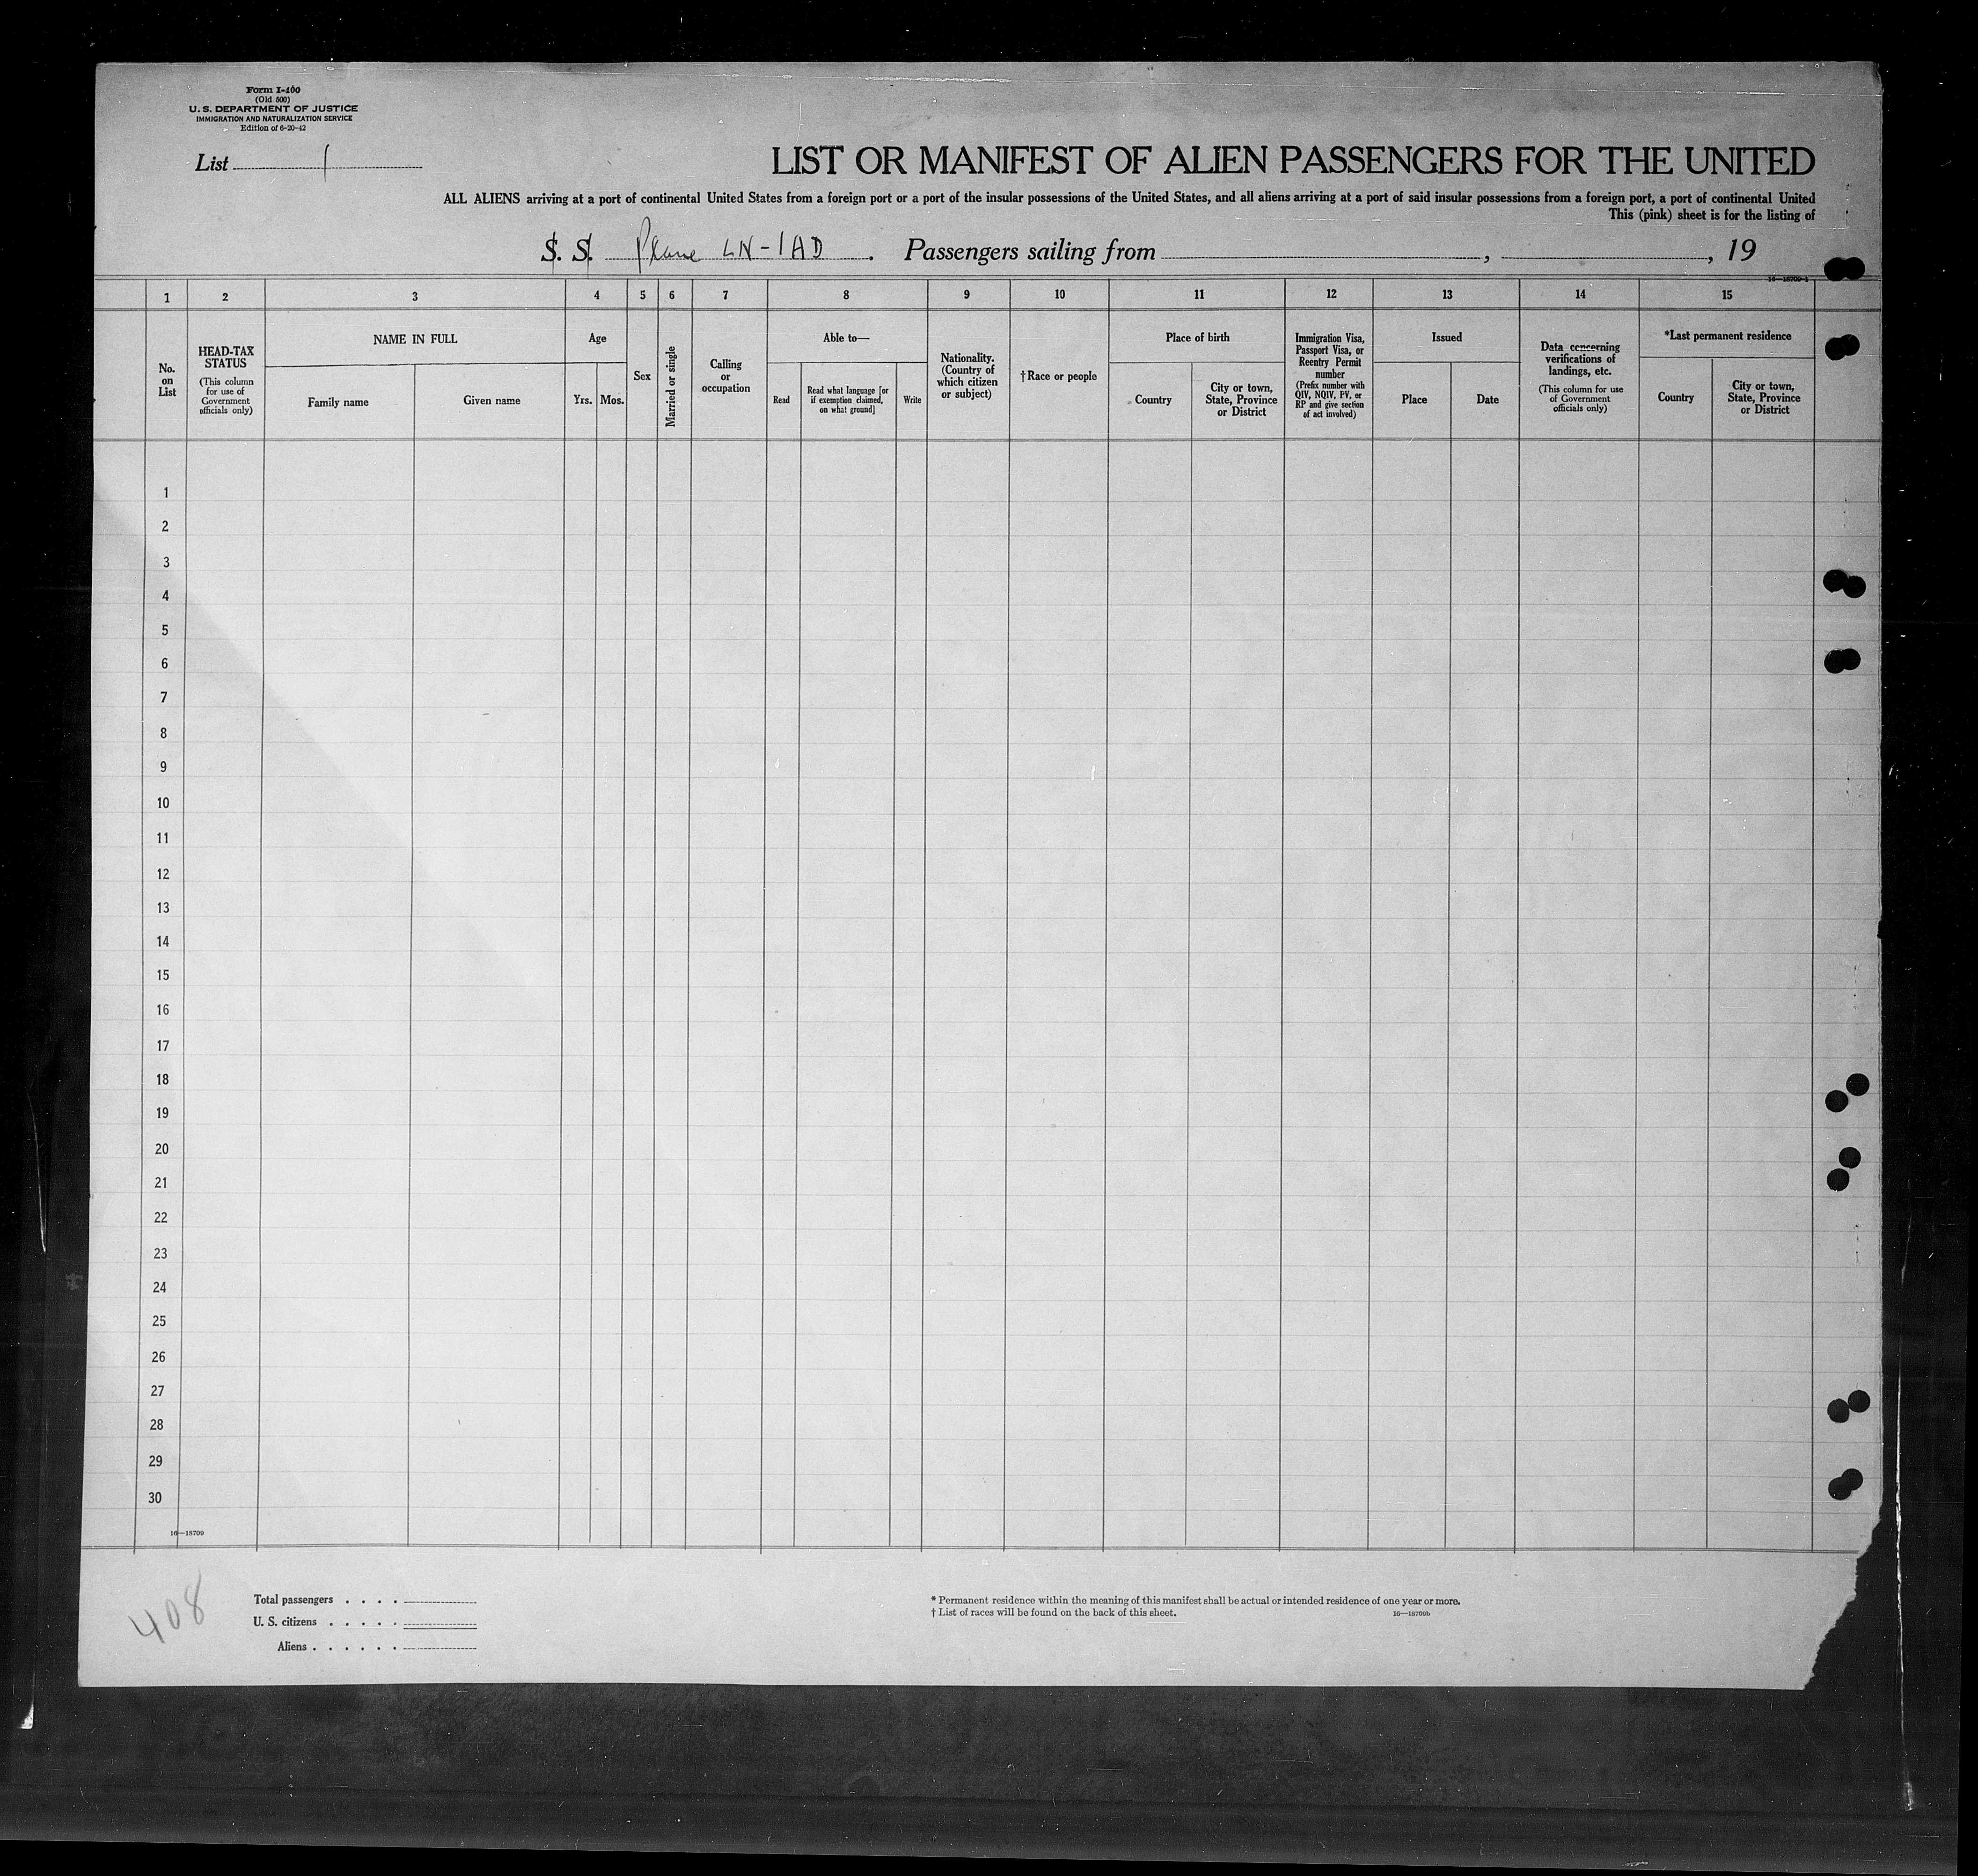 Form I-400
(Old 500)
U. S. DEPARTMENT OF JUSTICE
IMMIGRATION AND NATURALIZATION SERVICE
Edition of 6-20-42
List 1
LIST OR MANIFEST OF ALIEN PASSENGERS FOR THE UNITED
ALL ALIENS arriving at a port of continental United States from a foreign port or a port of the insular possessions of the United States, and all aliens arriving at a port of said insular possessions from a foreign port, a port of continental United
This (pink) sheet is for the listing of
S. S. Plane LN-IAD. Passengers sailing from , , 19
16—18709-1
1 2 3 4 5 6 7 8 9 10 11 12 13 14 15
No.
on
List
HEAD-TAX
STATUS
(This column
for use of
Government
officials only)
NAME IN FULL
Family name
Given name
Age
Yrs. Mos.
Sex
Married or single
Calling
or
occupation
Able to—
Read
Read what language [or
if exemption claimed,
on what ground]
Write
Nationality.
(Country of
which citizen
or subject)
†Race or people
Place of birth
Country
City or town,
State, Province
or District
Immigration Visa,
Passport Visa, or
Reentry Permit
number
(Prefix number with
QIV, NQIV, PV, or
RP and give section
of act involved)
Issued
Place
Date
Data concerning
verifications of
landings, etc.
(This column for use
of Government
officials only)
*Last permanent residence
Country
City or town,
State, Province
or District
1
2
3
4
5
6
7
8
9
10
11
12
13
14
15
16
17
18
19
20
21
22
23
24
25
26
27
28
29
30
16—18709
408
Total passengers . . . .
U. S. citizens . . . . .
Aliens . . . . . .
* Permanent residence within the meaning of this manifest shall be actual or intended residence of one year or more.
† List of races will be found on the back of this sheet.
16—18709b